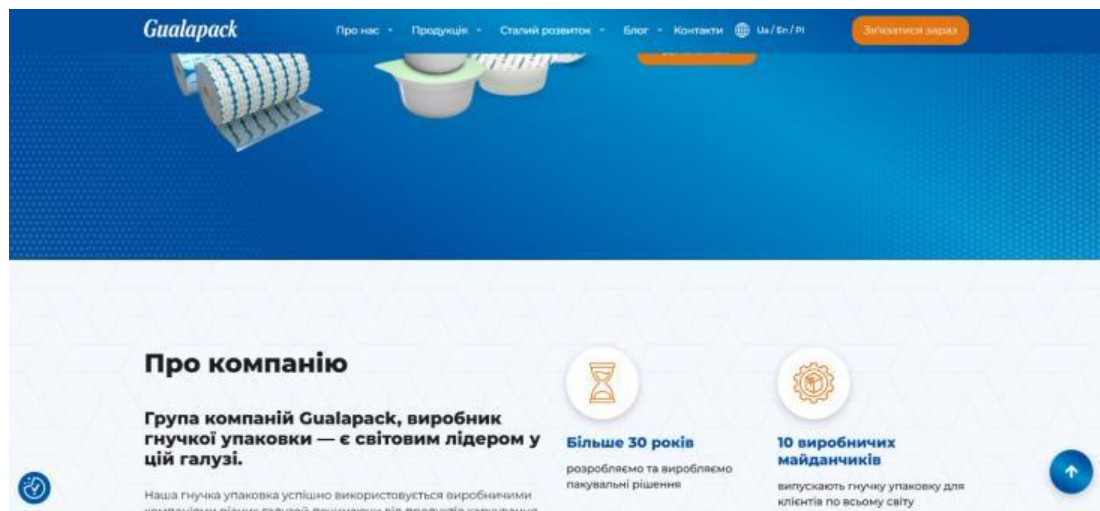 Gualapack
Про нас
Продукція
Сталий розвиток
Блог
Контакти
Ua / En / Pl
Зв'язатися зараз
Про компанію
Група компаній Gualapack, виробник
гнучкої упаковки — є світовим лідером у
цій галузі.
Наша гнучка упаковка успішно використовується виробничими
Більше 30 років
розробляємо та виробляємо
пакувальні рішення
10 виробничих
майданчиків
випускають гнучку упаковку для
клієнтів по всьому світу